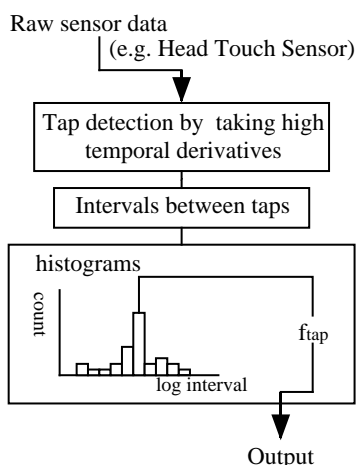 Raw sensor data
(e.g. Head Touch Sensor)
Tap detection by taking high
temporal derivatives
Intervals between taps
histograms
count
ftap
log interval
Output